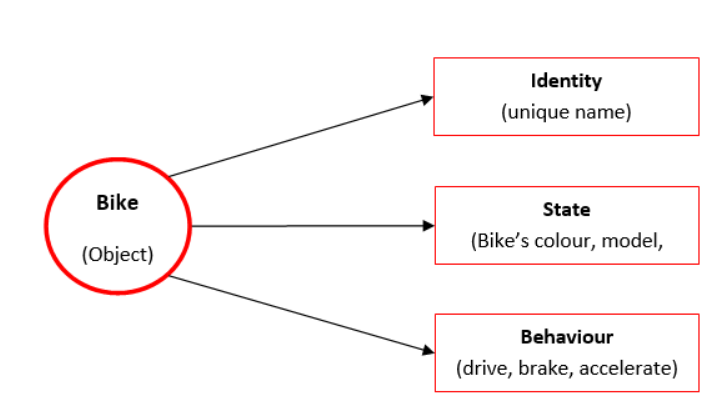 Bike
(Object)
Identity
(unique name)
State
(Bike’s colour, model,
Behaviour
(drive, brake, accelerate)